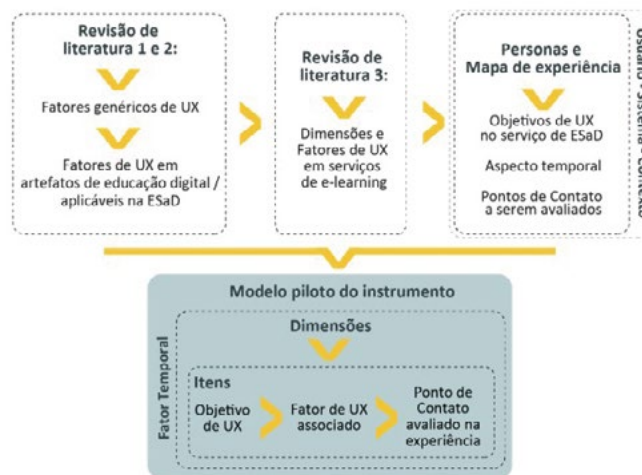 Revisão de
literatura 1 e 2:
Fatores genéricos de UX
Fatores de UX em
artefatos de educação digital /
aplicáveis na ESaD
Revisão de
literatura 3:
Dimensões e
Fatores de UX
em serviços
de e-learning
Personas e
Mapa de experiência
Objetivos de UX
no serviço de ESaD
Aspecto temporal
Pontos de Contato
a serem avaliados
Usuário - Sistema - Contexto
Modelo piloto do instrumento
Fator Temporal
Dimensões
Itens
Objetivo
de UX
Fator de UX
associado
Ponto de
Contato
avaliado na
experiência